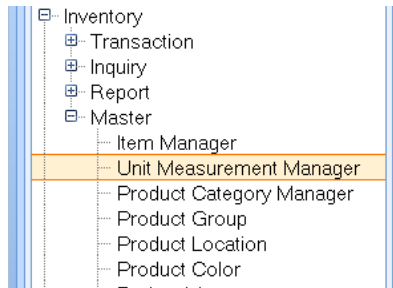 Inventory
Transaction
Inquiry
Report
Master
Item Manager
Unit Measurement Manager
Product Category Manager
Product Group
Product Location
Product Color